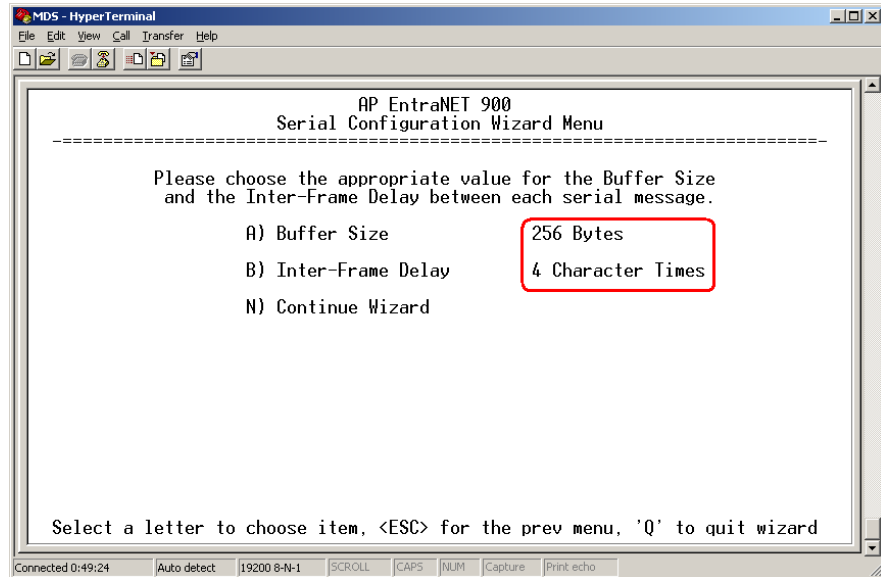 MDS - HyperTerminal
File Edit View Call Transfer Help
AP EntraNET 900
Serial Configuration Wizard Menu
-==========================================================================-
Please choose the appropriate value for the Buffer Size
and the Inter-Frame Delay between each serial message.
A) Buffer Size 256 Bytes
B) Inter-Frame Delay 4 Character Times
N) Continue Wizard
Select a letter to choose item, <ESC> for the prev menu, 'Q' to quit wizard
Connected 0:49:24 Auto detect 19200 8-N-1 SCROLL CAPS NUM Capture Print echo